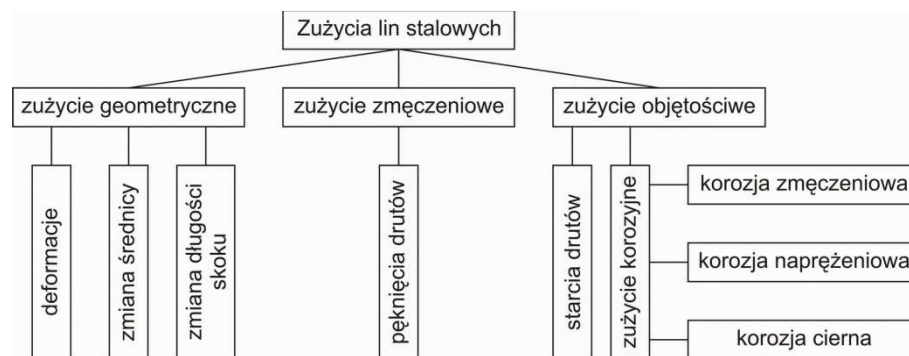 Zużycia lin stalowych
zużycie geometryczne
zużycie zmęczeniowe
zużycie objętościwe
deformacje
zmiana średnicy
zmiana długości
skoku
pęknięcia drutów
starcia drutów
zużycie korozyjne
korozja zmęczeniowa
korozja naprężeniowa
korozja cierna